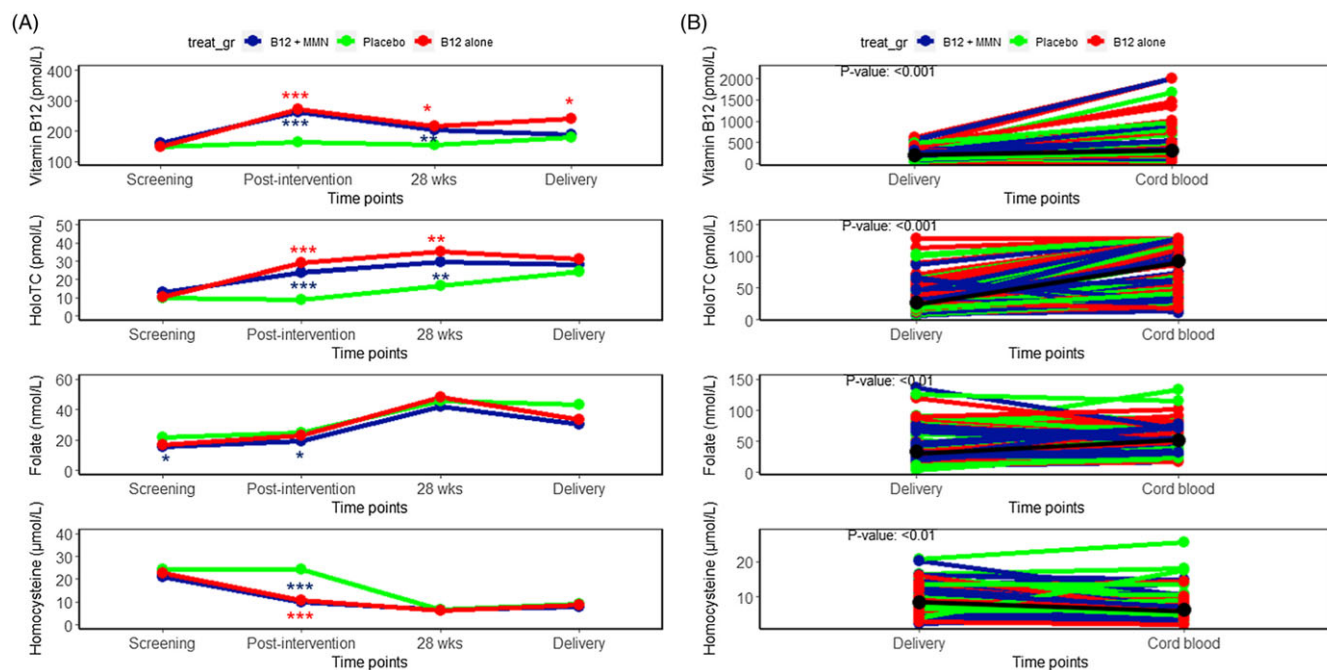 (A)
treat_gr B12 + MMN Placebo B12 alone
Vitamin B12 (pmol/L)
400
300
200
100
***
***
*
**
*
Screening Post-intervention 28 wks Delivery
Time points
HoloTC (pmol/L)
50
40
30
20
10
0
***
***
**
**
Screening Post-intervention 28 wks Delivery
Time points
Folate (nmol/L)
60
40
20
0
*
*
Screening Post-intervention 28 wks Delivery
Time points
Homocysteine (µmol/L)
40
30
20
10
0
***
***
Screening Post-intervention 28 wks Delivery
Time points
(B)
treat_gr B12 + MMN Placebo B12 alone
P-value: <0.001
Vitamin B12 (pmol/L)
2000
1500
1000
500
0
Delivery Cord blood
Time points
P-value: <0.001
HoloTC (pmol/L)
150
100
50
0
Delivery Cord blood
Time points
P-value: <0.01
Folate (nmol/L)
150
100
50
0
Delivery Cord blood
Time points
P-value: <0.01
Homocysteine (µmol/L)
20
10
Delivery Cord blood
Time points